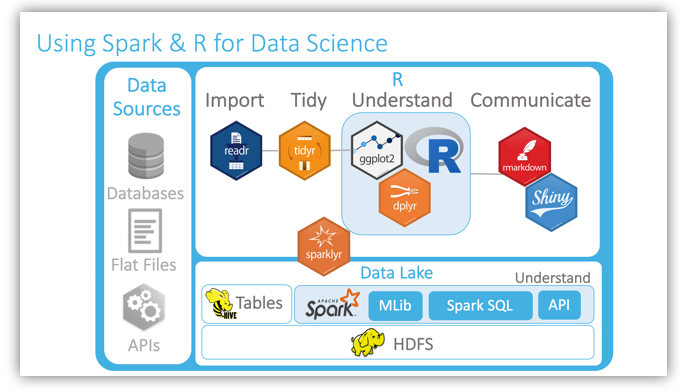 Using Spark & R for Data Science
Data
Sources
Databases
Flat Files
APIs
R
Import Tidy Understand Communicate
readr
tidyr
ggplot2
R
dplyr
rmarkdown
Shiny
sparklyr
Data Lake
Understand
HIVE
Tables
APACHE
Spark
MLib
Spark SQL
API
HDFS